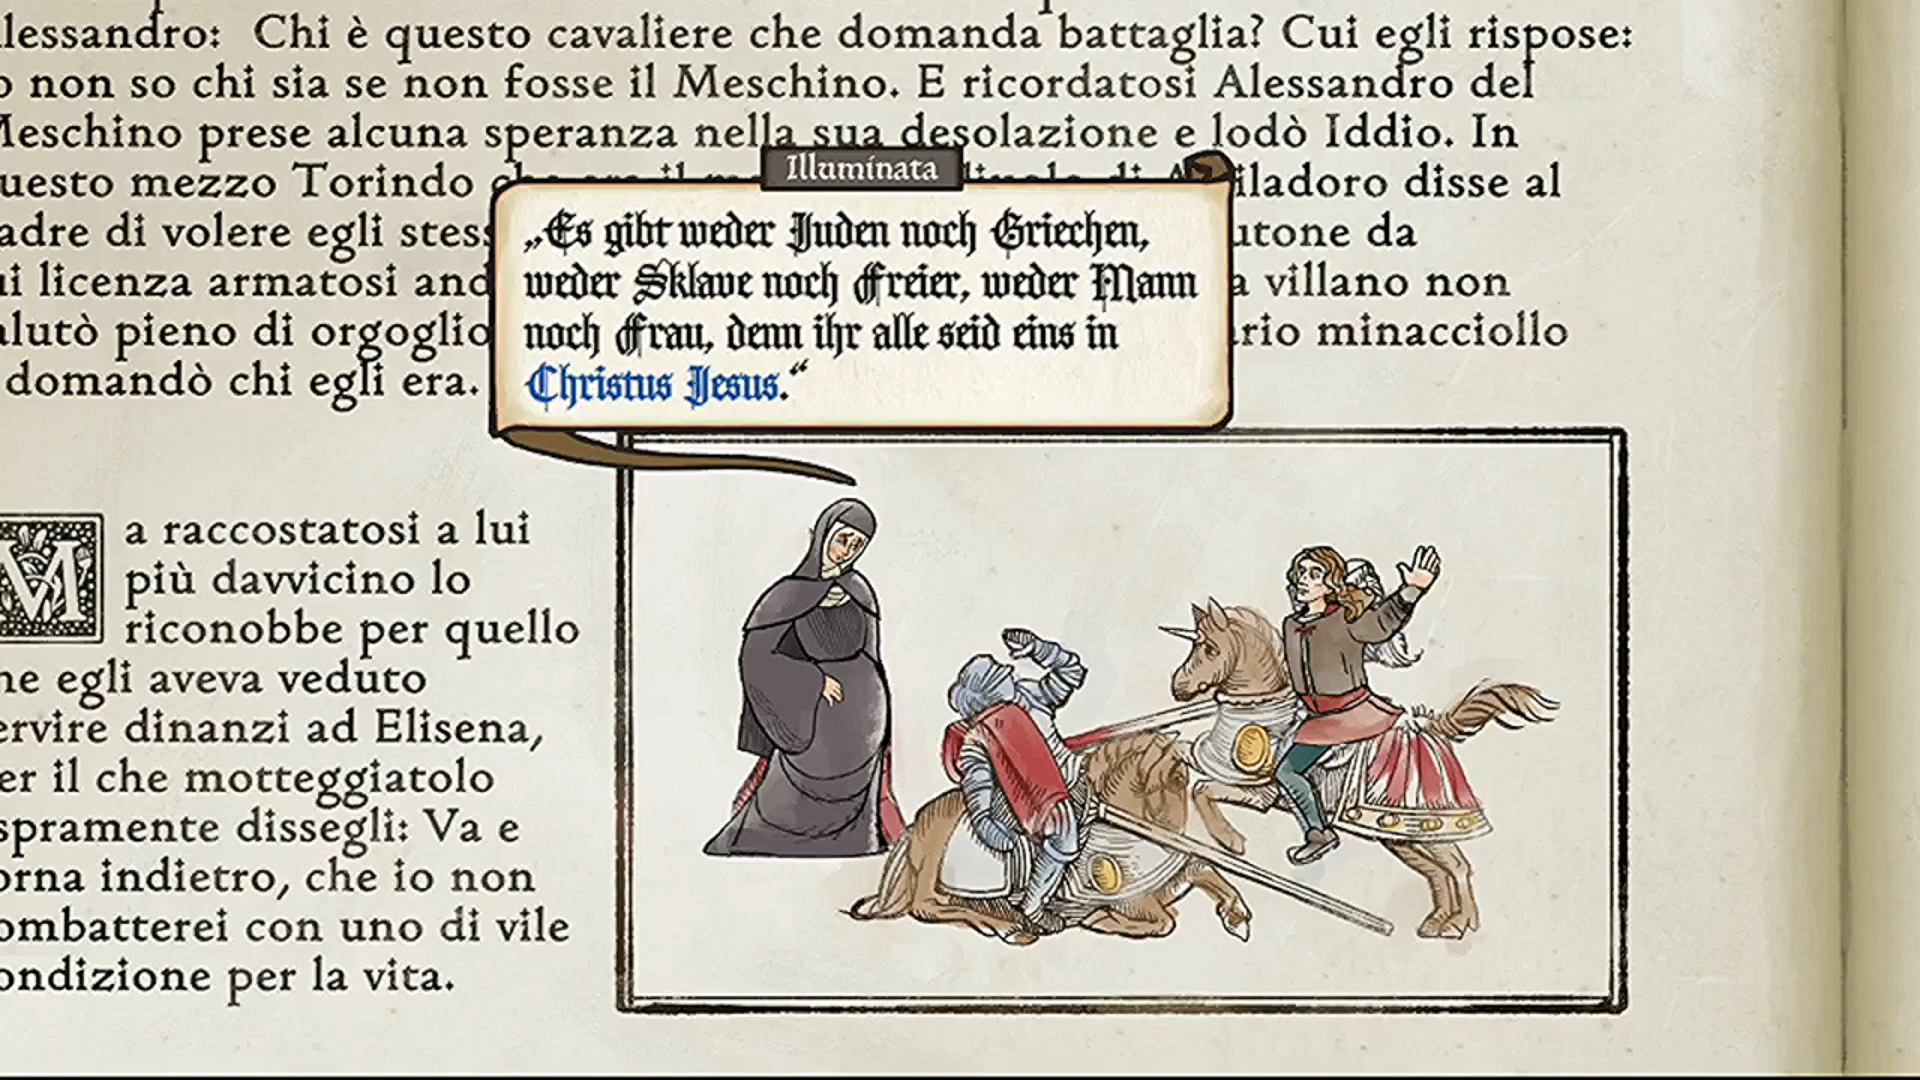 lessandro: Chi è questo cavaliere che domanda battaglia? Cui egli rispose:
o non so chi sia se non fosse il Meschino. E ricordatosi Alessandro del
Meschino prese alcuna speranza nella sua desolazione e lodò Iddio. In
uesto mezzo Torindo
iladoro disse al
Illuminata
adre di volere egli stess
utone da
ui licenza armatosi and
a villano non
alutò pieno di orgoglio
ario minacciollo
domandò chi egli era.
„Es gibt weder Juden noch Griechen,
weder Sklave noch Freier, weder Mann
noch Frau, denn ihr alle seid eins in
Christus Jesus.“
M
a raccostatosi a lui
più davvicino lo
riconobbe per quello
he egli aveva veduto
ervire dinanzi ad Elisena,
er il che motteggiatolo
spramente dissegli: Va e
orna indietro, che io non
ombatterei con uno di vile
ondizione per la vita.